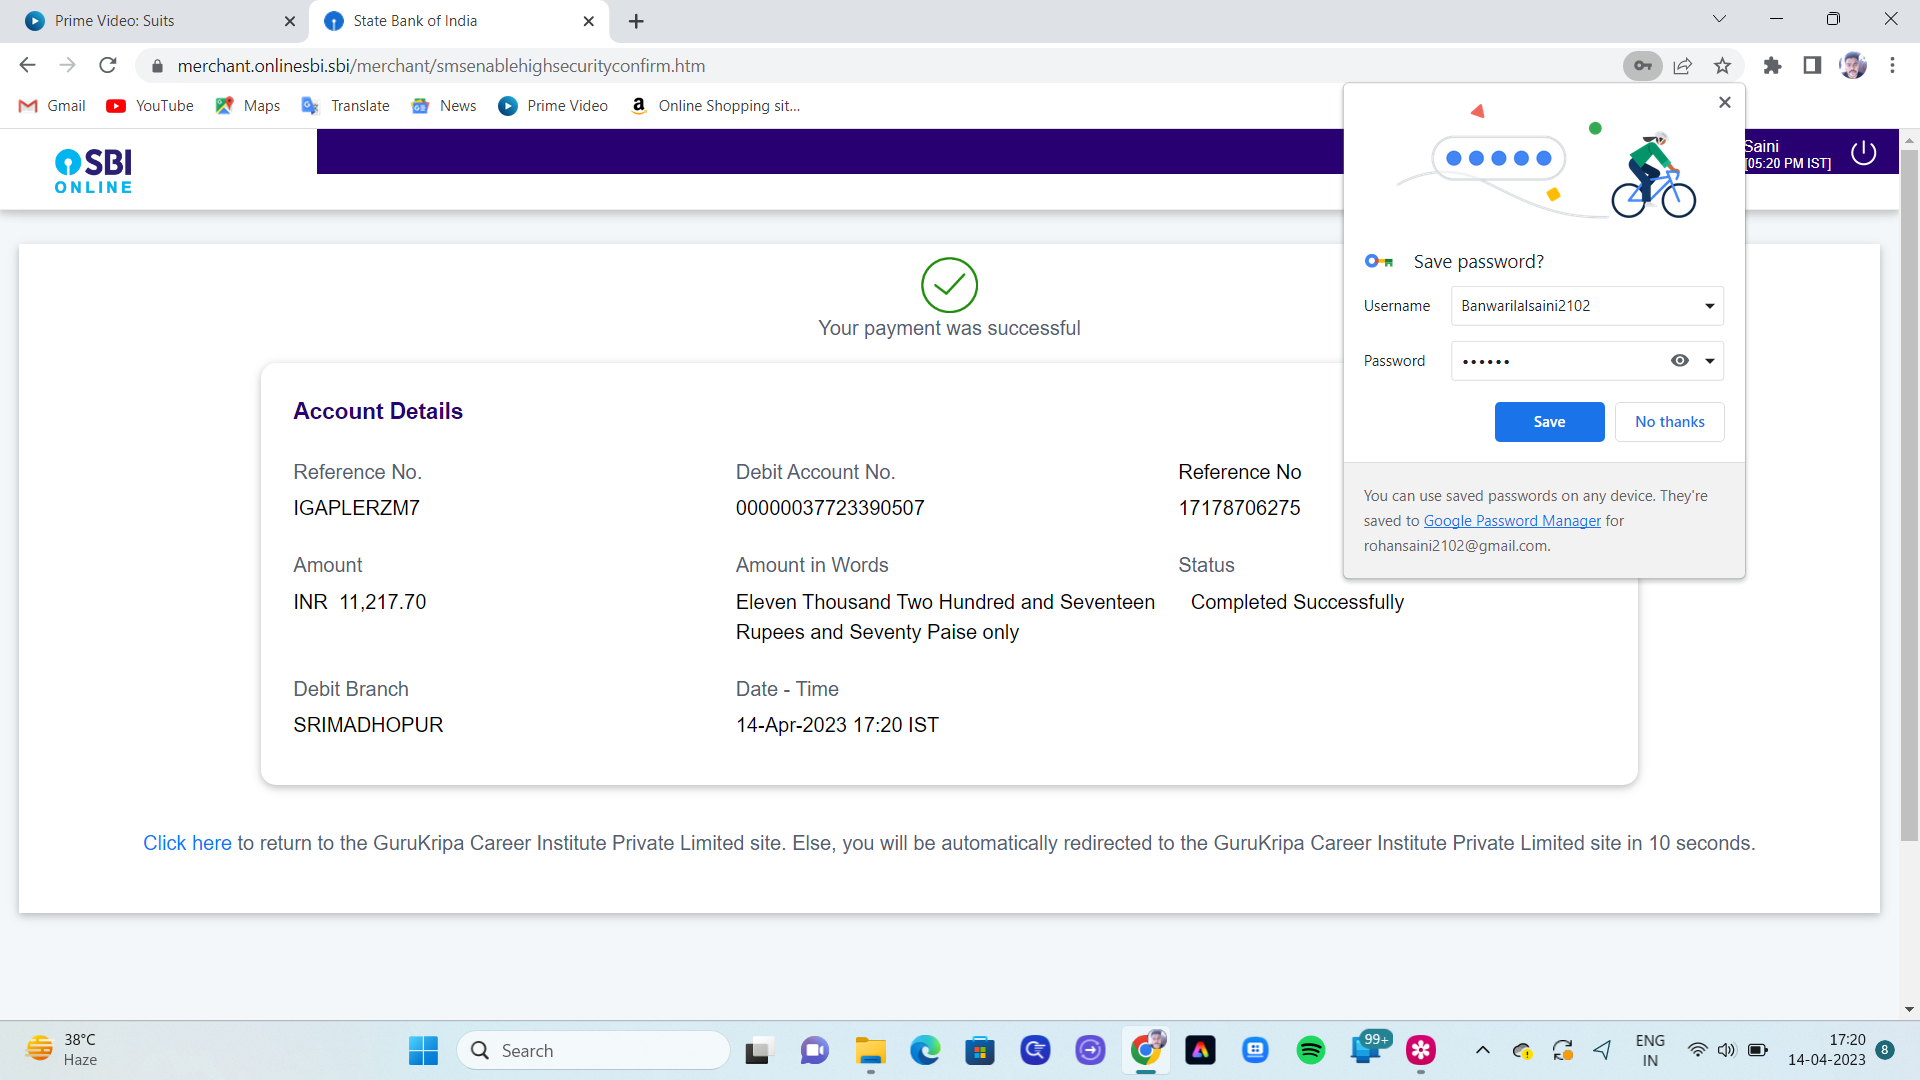 Prime Video: Suits
State Bank of India
merchant.onlinesbi.sbi/merchant/smsenablehighsecurityconfirm.htm
Gmail
YouTube
Maps
Translate
News
Prime Video
Online Shopping sit...
SBI
ONLINE
Saini
[05:20 PM IST]
Your payment was successful
Account Details
Reference No.
IGAPLERZM7
Debit Account No.
00000037723390507
Reference No
17178706275
Amount
INR 11,217.70
Amount in Words
Eleven Thousand Two Hundred and Seventeen
Rupees and Seventy Paise only
Status
Completed Successfully
Debit Branch
SRIMADHOPUR
Date - Time
14-Apr-2023 17:20 IST
Click here to return to the GuruKripa Career Institute Private Limited site. Else, you will be automatically redirected to the GuruKripa Career Institute Private Limited site in 10 seconds.
Save password?
Username
Banwarilalsaini2102
Password
••••••
Save
No thanks
You can use saved passwords on any device. They're
saved to Google Password Manager for
rohansaini2102@gmail.com.
38°C
Haze
Search
99+
ENG
IN
17:20
14-04-2023
8